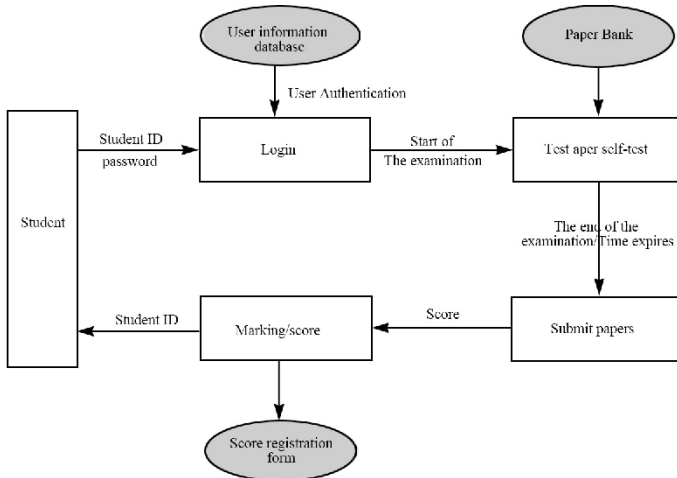 User information
database
Paper Bank
User Authentication
Student ID
password
Login
Start of
The examination
Test aper self-test
Student
The end of the
examination/Time expires
Student ID
Marking/score
Score
Submit papers
Score registration
form